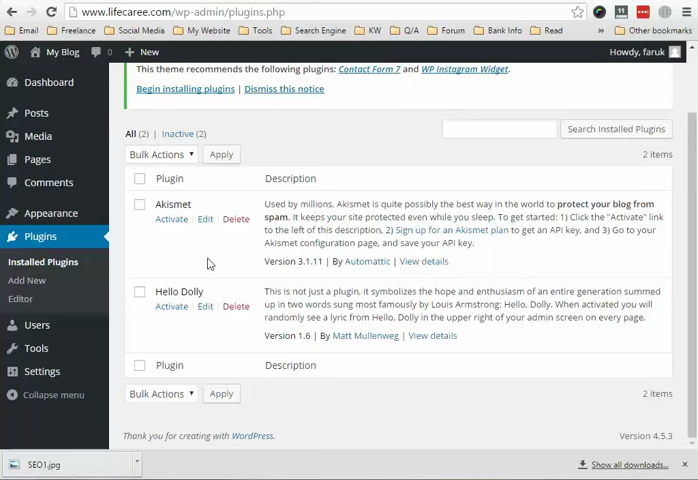 www.lifecaree.com/wp-admin/plugins.php
Email Freelance Social Media My Website Tools Search Engine KW Q/A Forum Bank Info Read » Other bookmarks
My Blog 0 + New Howdy, faruk
Dashboard
Posts
Media
Pages
Comments
Appearance
Plugins
Installed Plugins
Add New
Editor
Users
Tools
Settings
Collapse menu
This theme recommends the following plugins: Contact Form 7 and WP Instagram Widget.
Begin installing plugins | Dismiss this notice
All (2) | Inactive (2)
Search Installed Plugins
Bulk Actions Apply 2 items
Plugin Description
Akismet
Activate | Edit | Delete
Used by millions, Akismet is quite possibly the best way in the world to protect your blog from
spam. It keeps your site protected even while you sleep. To get started: 1) Click the "Activate" link
to the left of this description, 2) Sign up for an Akismet plan to get an API key, and 3) Go to your
Akismet configuration page, and save your API key.
Version 3.1.11 | By Automattic | View details
Hello Dolly
Activate | Edit | Delete
This is not just a plugin, it symbolizes the hope and enthusiasm of an entire generation summed
up in two words sung most famously by Louis Armstrong: Hello, Dolly. When activated you will
randomly see a lyric from Hello, Dolly in the upper right of your admin screen on every page.
Version 1.6 | By Matt Mullenweg | View details
Plugin Description
Bulk Actions Apply 2 items
Thank you for creating with WordPress. Version 4.5.3
SEO1.jpg Show all downloads...